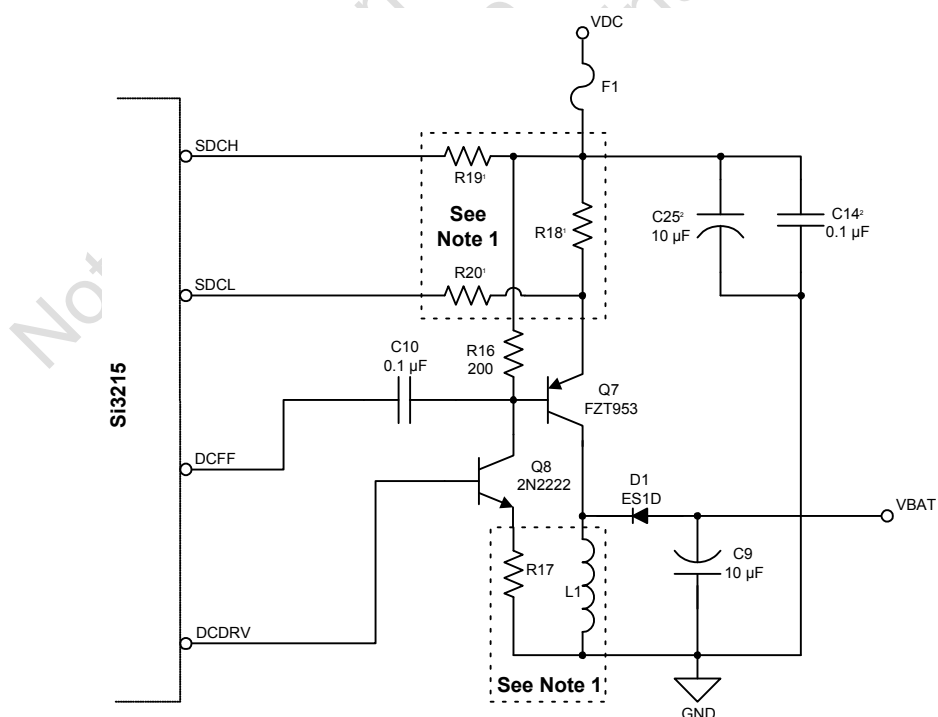 VDC
F1
SDCH
R19¹
See
Note 1
R18¹
C25²
10 µF
C14²
0.1 µF
SDCL
R20¹
C10
0.1 µF
R16
200
Q7
FZT953
Si3215
DCFF
Q8
2N2222
D1
ES1D
VBAT
R17
L1
C9
10 µF
DCDRV
See Note 1
GND
Not